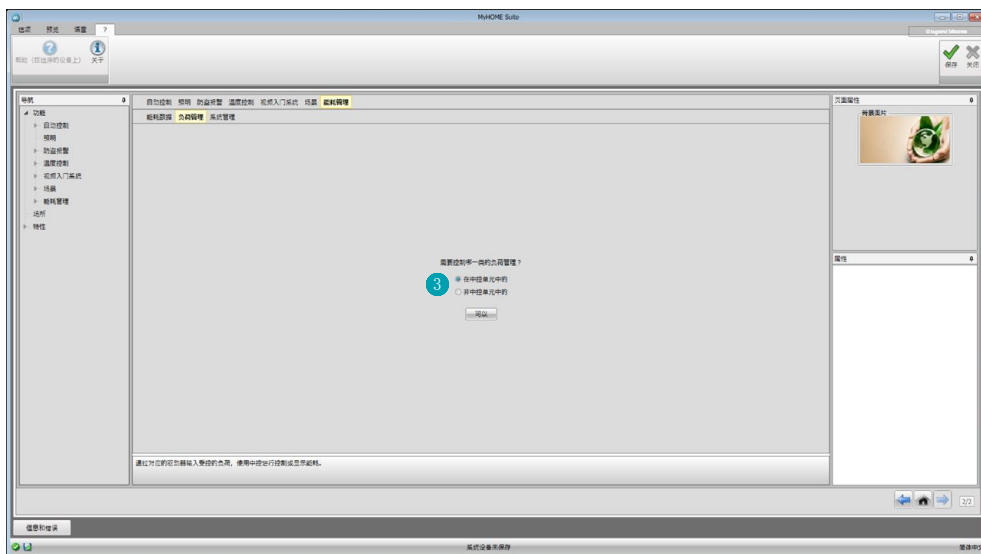 MyHOME Suite
选项 预览 语言 ?
帮助（在选择的设备上） 关于
保存 关闭
导航
功能
自动控制
照明
防盗报警
温度控制
视频入门系统
场景
能耗管理
场所
特性
自动控制 照明 防盗报警 温度控制 视频入门系统 场景 能耗管理
能耗数据 负荷管理 系统管理
需要控制哪一类的负荷管理？
3
在中控单元中的
非中控单元中的
可以
通过对应的驱动器输入受控的负荷，使用中控进行控制或显示能耗。
页面属性
背景图片
属性
2/2
信息和错误
系统设备未保存
简体中文